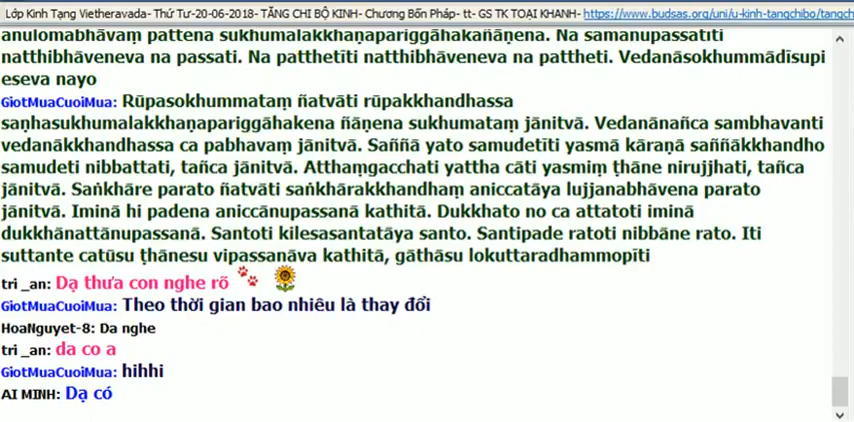 Lớp Kinh Tạng Vietheravada- Thứ Tư-20-06-2018- TĂNG CHI BỘ KINH- Chương Bốn Pháp- tt- GS TK TOẠI KHANH- https://www.budsas.org/uni/u-kinh-tangchibo/tangch
anulomabhāvaṃ pattena sukhumalakkhaṇapariggāhakañāṇena. Na samanupassatīti
natthibhāveneva na passati. Na patthetīti natthibhāveneva na pattheti. Vedanāsokhummādīsupi
eseva nayo
GiotMuaCuoiMua: Rūpasokhummataṃ ñatvāti rūpakkhandhassa
saṇhasukhumalakkhaṇapariggāhakena ñāṇena sukhumataṃ jānitvā. Vedanānañca sambhavanti
vedanākkhandhassa ca pabhavaṃ jānitvā. Saññā yato samudetīti yasmā kāraṇā saññākkhandho
samudeti nibbattati, tañca jānitvā. Atthaṃgacchati yattha cāti yasmiṃ ṭhāne nirujjhati, tañca
jānitvā. Saṅkhāre parato ñatvāti saṅkhārakkhandhaṃ aniccatāya lujjanabhāvena parato
jānitvā. Iminā hi padena aniccānupassanā kathitā. Dukkhato no ca attatoti iminā
dukkhānattānupassanā. Santoti kilesasantatāya santo. Santipade ratoti nibbāne rato. Iti
suttante catūsu ṭhānesu vipassanāva kathitā, gāthāsu lokuttaradhammopīti
tri _an: Dạ thưa con nghe rõ
GiotMuaCuoiMua: Theo thời gian bao nhiêu là thay đổi
HoaNguyet-8: Da nghe
tri _an: da co a
GiotMuaCuoiMua: hihhi
AI MINH: Dạ có